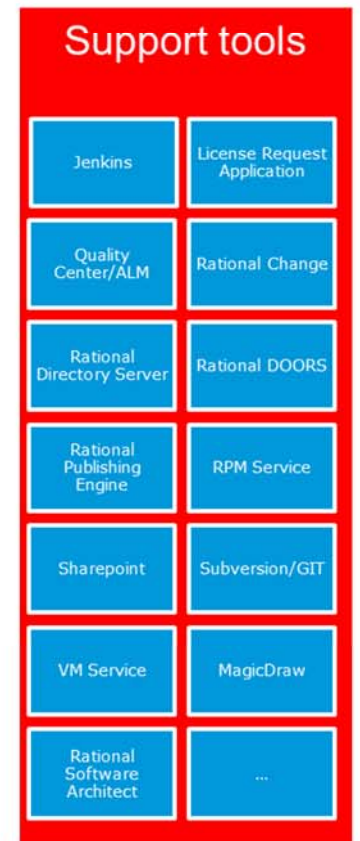 Support tools
Jenkins
License Request
Application
Quality
Center/ALM
Rational Change
Rational
Directory Server
Rational DOORS
Rational
Publishing
Engine
RPM Service
Sharepoint
Subversion/GIT
VM Service
MagicDraw
Rational
Software
Architect
...